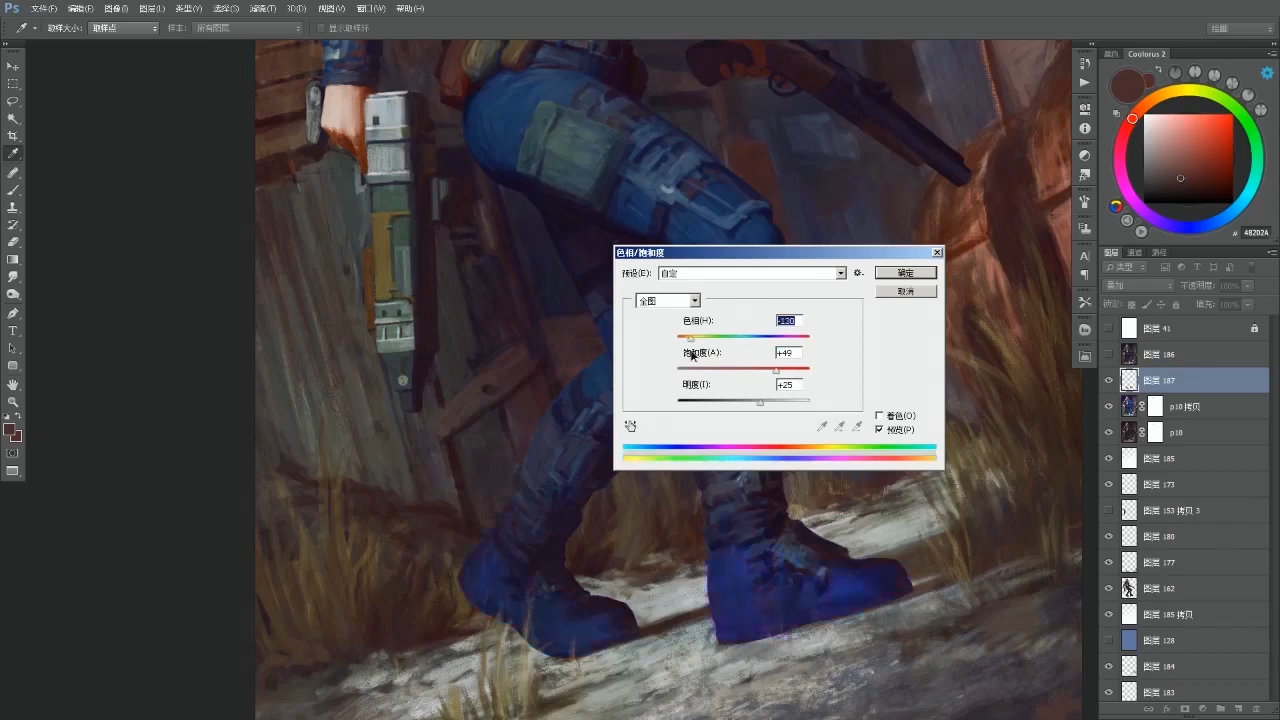 Ps 文件(F) 编辑(E) 图像(I) 图层(L) 类型(Y) 选择(S) 滤镜(T) 3D(D) 视图(V) 窗口(W) 帮助(H)
取样大小: 取样点 样本: 所有图层 显示取样环 绘画
颜色 Coolorus 2
# 48202A
图层 通道 路径
类型
叠加 不透明度: 100%
锁定: 填充: 100%
图层 41
图层 186
图层 187
p10 拷贝
p10
图层 185
图层 173
图层 153 拷贝 3
图层 180
图层 177
图层 162
图层 185 拷贝
图层 128
图层 184
图层 183
色相/饱和度
预设(E): 自定
确定
取消
全图
色相(H): -130
饱和度(A): +49
明度(I): +25
着色(O)
预览(P)